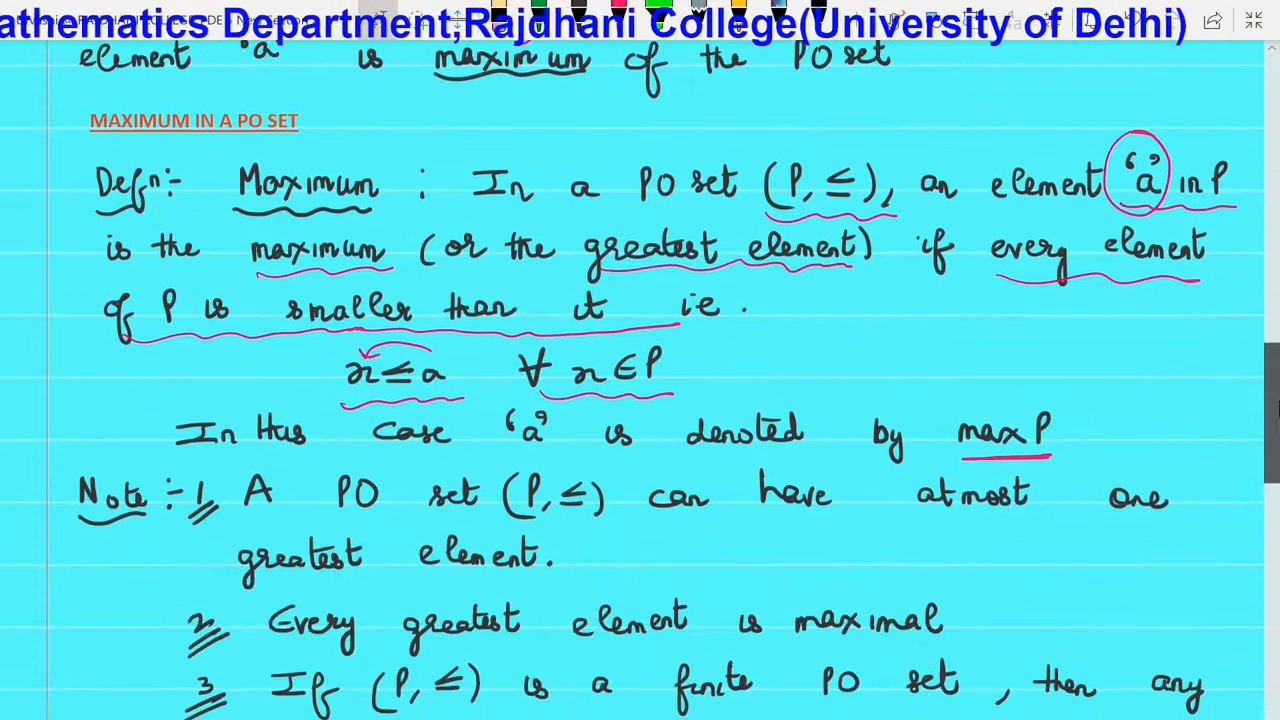 athematics Department,Rajdhani College(University of Delhi)
element 'a' is maximum of the PO set
MAXIMUM IN A PO SET
Defn:- Maximum : In a PO set (P, ≤), an element 'a' in P
is the maximum (or the greatest element) if every element
of P is smaller than it ie.
x ≤ a ∀ x ∈ P
In this case 'a' is denoted by max P
Note :- 1 A PO set (P, ≤) can have atmost one
greatest element.
2 Every greatest element is maximal
3 If (P, ≤) is a finite PO set , then any